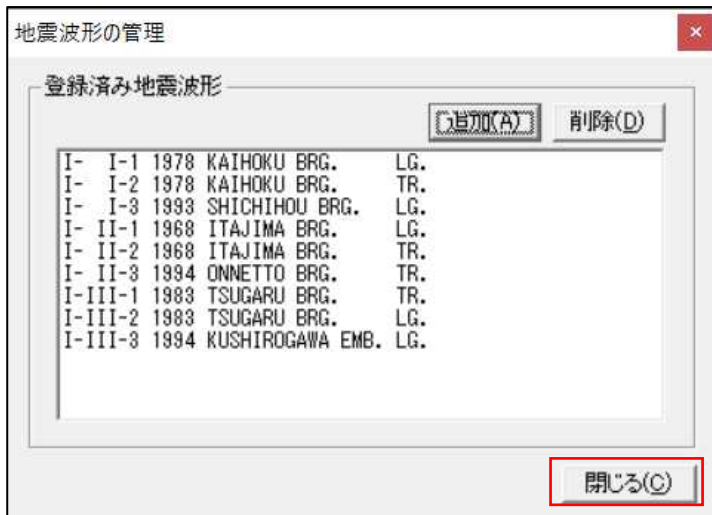 地震波形の管理
登録済み地震波形
追加(A) 削除(D)
I-  I-1 1978 KAIHOKU BRG.      LG.
I-  I-2 1978 KAIHOKU BRG.      TR.
I-  I-3 1993 SHICHIHOU BRG.    LG.
I- II-1 1968 ITAJIMA BRG.      LG.
I- II-2 1968 ITAJIMA BRG.      TR.
I- II-3 1994 ONNETTO BRG.      TR.
I-III-1 1983 TSUGARU BRG.      TR.
I-III-2 1983 TSUGARU BRG.      LG.
I-III-3 1994 KUSHIROGAWA EMB. LG.
閉じる(C)